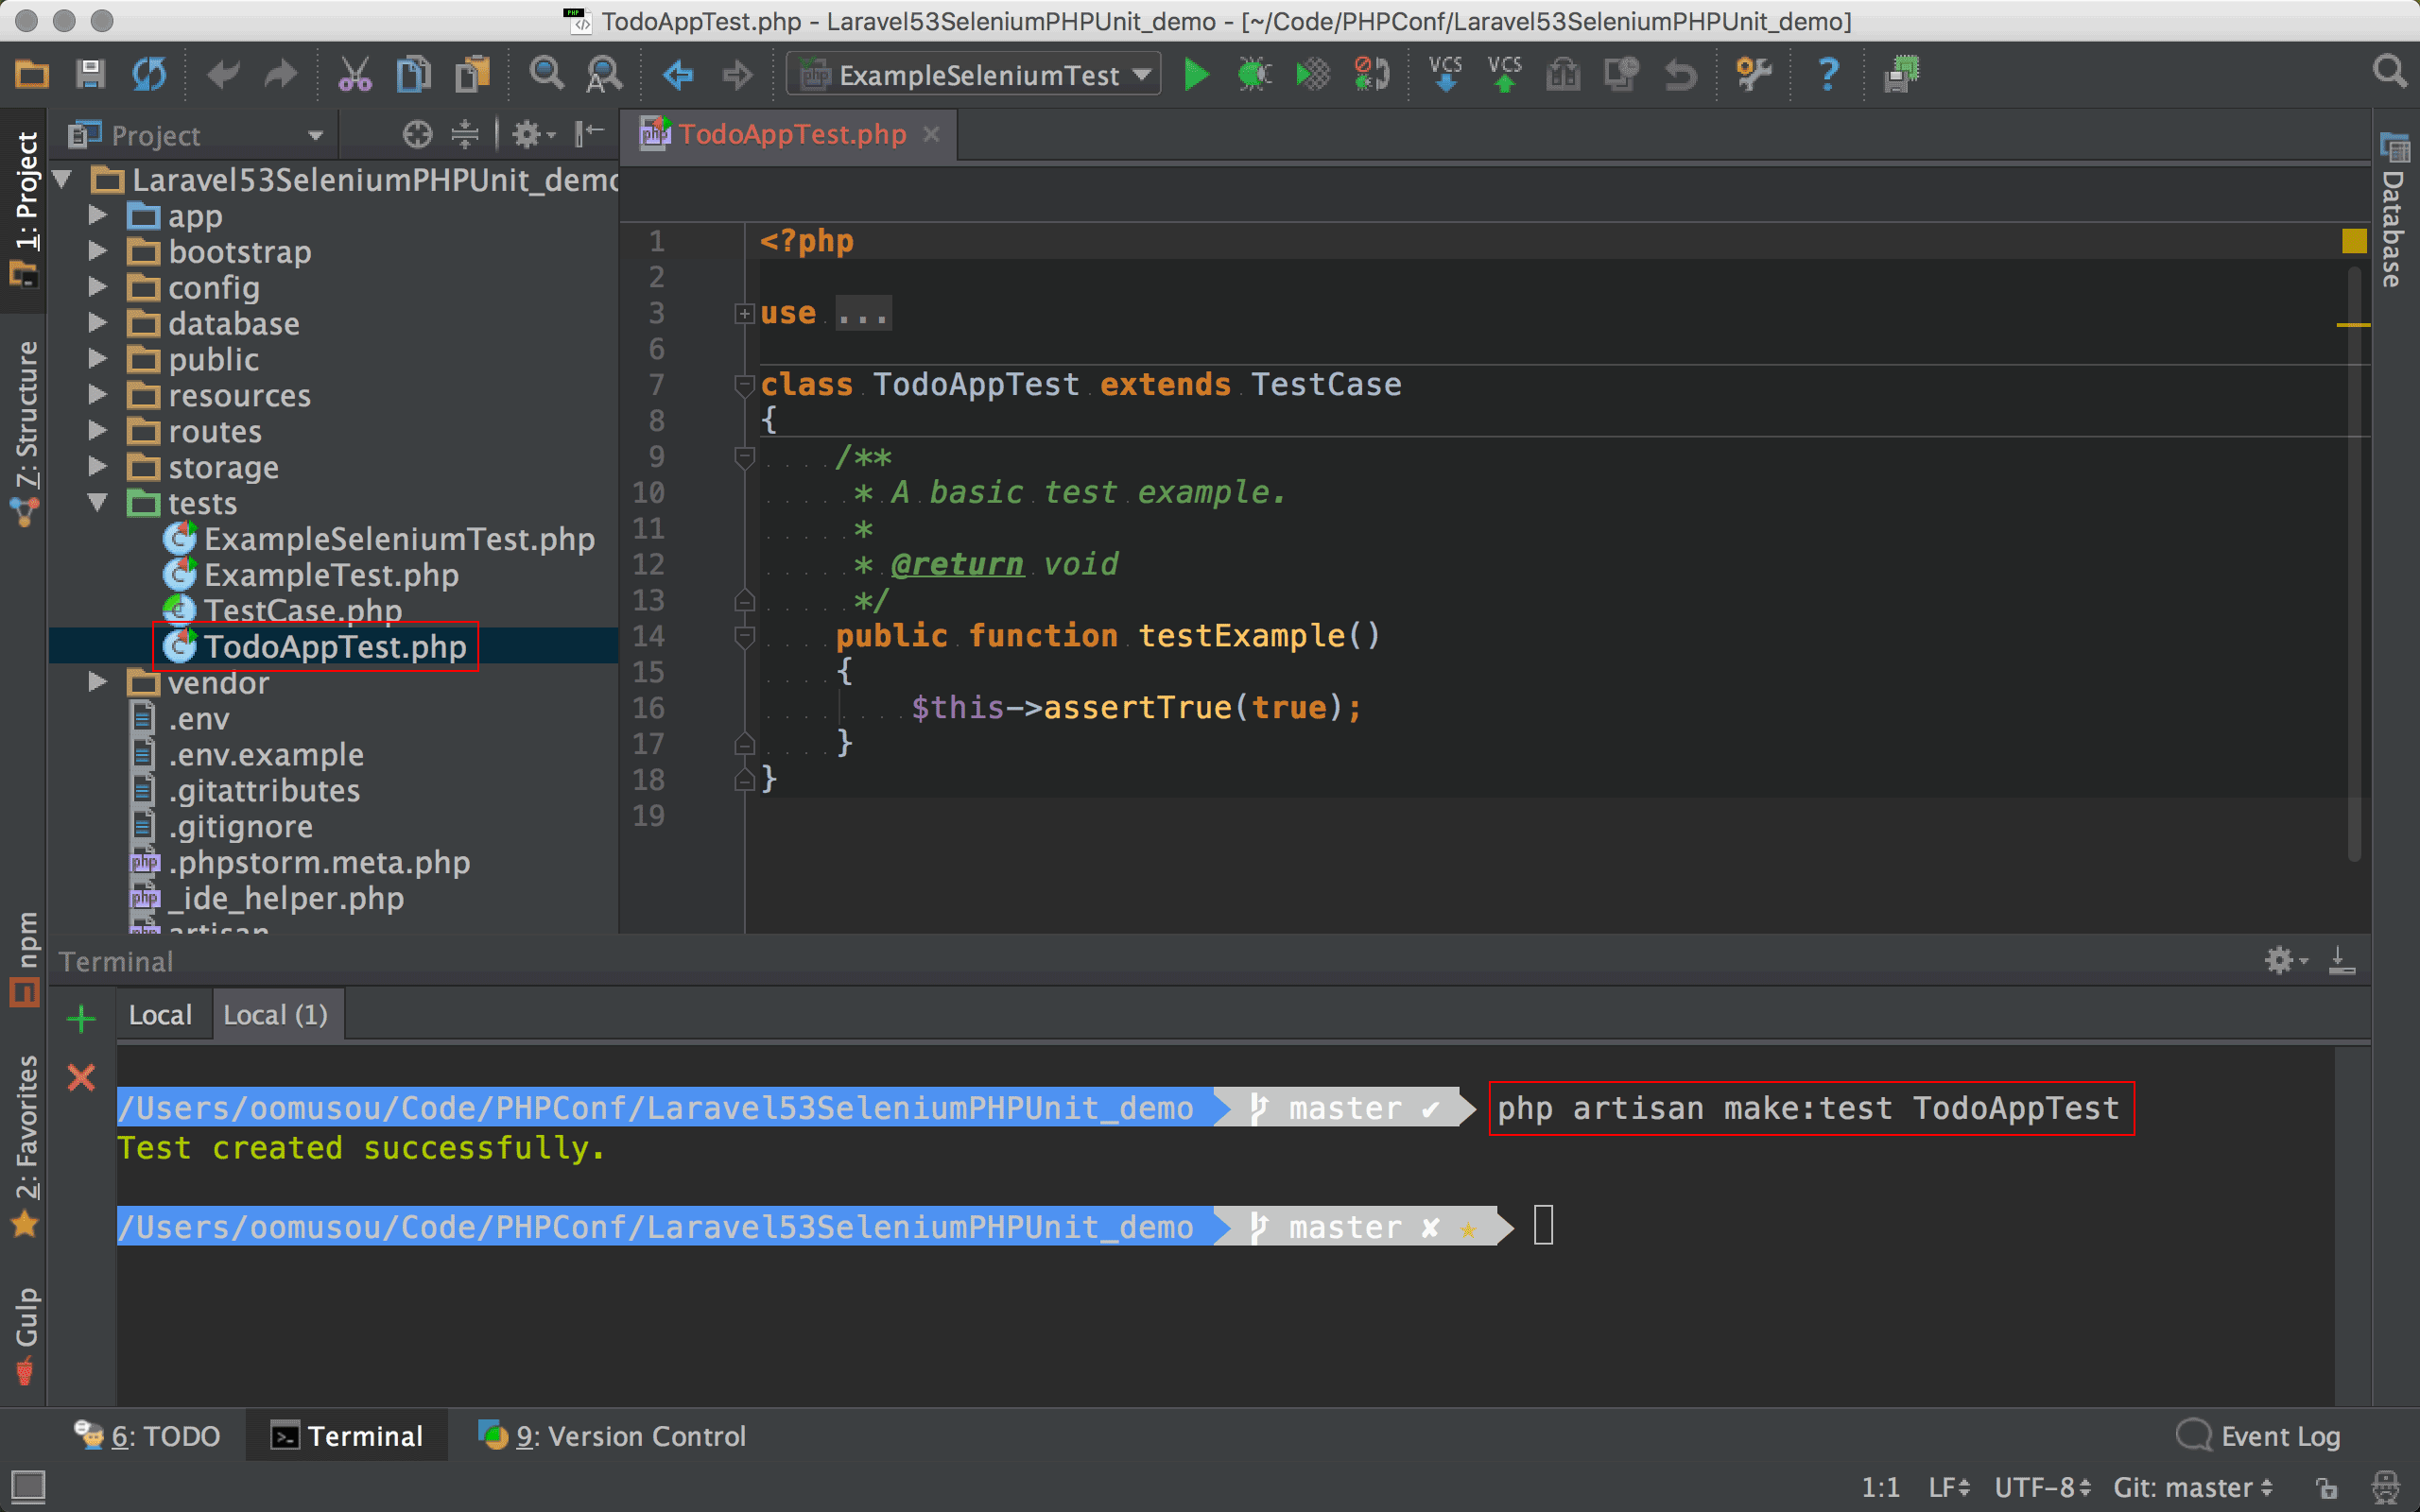 TodoAppTest.php - Laravel53SeleniumPHPUnit_demo - [~/Code/PHPConf/Laravel53SeleniumPHPUnit_demo]
ExampleSeleniumTest
VCS
VCS
1: Project
7: Structure
npm
2: Favorites
Gulp
Project
Laravel53SeleniumPHPUnit_demo
app
bootstrap
config
database
public
resources
routes
storage
tests
ExampleSeleniumTest.php
ExampleTest.php
TestCase.php
TodoAppTest.php
vendor
.env
.env.example
.gitattributes
.gitignore
.phpstorm.meta.php
_ide_helper.php
artisan
TodoAppTest.php
1 <?php
2
3 use ...
6
7 class TodoAppTest extends TestCase
8 {
9 /**
10 * A basic test example.
11 *
12 * @return void
13 */
14 public function testExample()
15 {
16 $this->assertTrue(true);
17 }
18 }
19
Database
Terminal
Local Local (1)
/Users/oomusou/Code/PHPConf/Laravel53SeleniumPHPUnit_demo master ✔ php artisan make:test TodoAppTest
Test created successfully.
/Users/oomusou/Code/PHPConf/Laravel53SeleniumPHPUnit_demo master ✘ ★
6: TODO Terminal 9: Version Control Event Log
1:1 LF UTF-8 Git: master